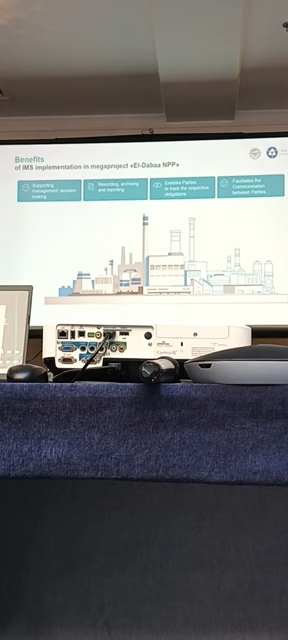 Benefits
of IMS implementation in megaproject «El-Dabaa NPP»
Supporting
management decision
making
Recording, archiving
and reporting
Enables Parties
to track the respective
obligations
Facilitates the
Communication
between Parties